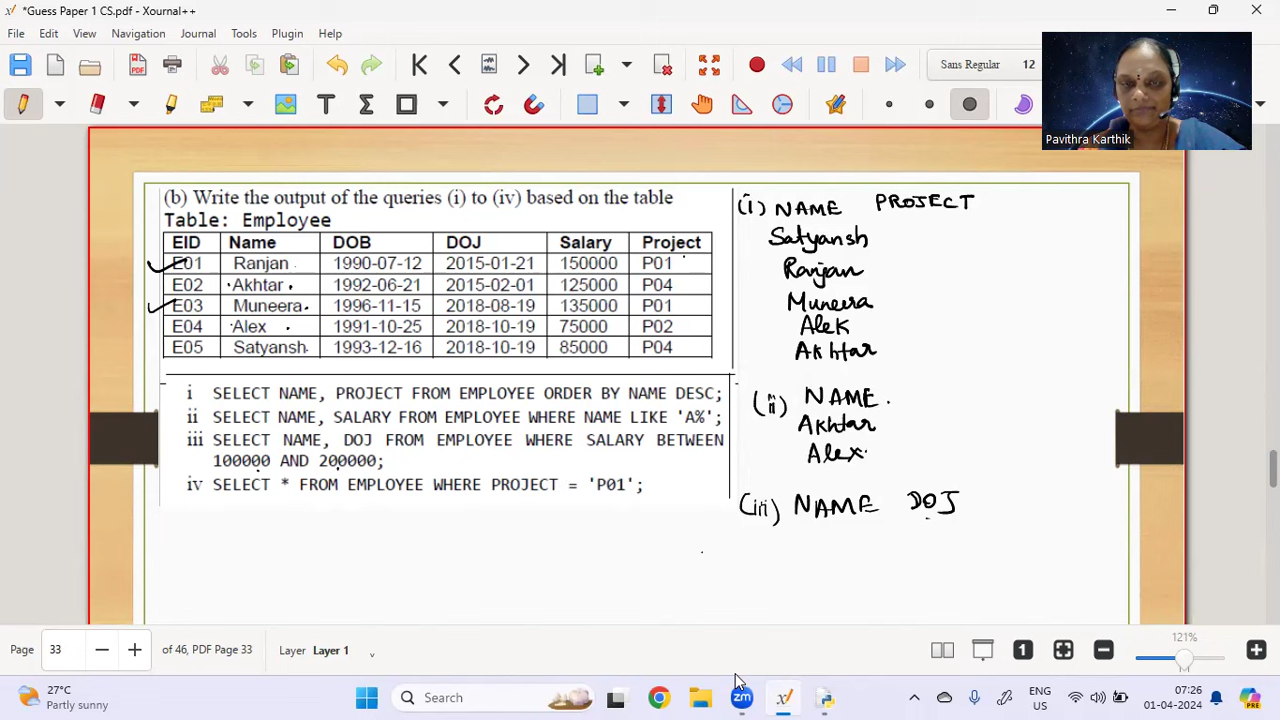 *Guess Paper 1 CS.pdf - Xournal++
File Edit View Navigation Journal Tools Plugin Help
Sans Regular 12
Pavithra Karthik
(b) Write the output of the queries (i) to (iv) based on the table
Table: Employee
EID Name DOB DOJ Salary Project
E01 Ranjan 1990-07-12 2015-01-21 150000 P01
E02 Akhtar 1992-06-21 2015-02-01 125000 P04
E03 Muneera 1996-11-15 2018-08-19 135000 P01
E04 Alex 1991-10-25 2018-10-19 75000 P02
E05 Satyansh 1993-12-16 2018-10-19 85000 P04
i SELECT NAME, PROJECT FROM EMPLOYEE ORDER BY NAME DESC;
ii SELECT NAME, SALARY FROM EMPLOYEE WHERE NAME LIKE 'A%';
iii SELECT NAME, DOJ FROM EMPLOYEE WHERE SALARY BETWEEN
100000 AND 200000;
iv SELECT * FROM EMPLOYEE WHERE PROJECT = 'P01';
(i) NAME PROJECT
Satyansh
Ranjan
Muneera
Alek
Akhtar
(ii) NAME
Akhtar
Alex
(iii) NAME DOJ
Page 33 of 46, PDF Page 33 Layer Layer 1
121%
27°C
Partly sunny
Search
zm
ENG
IN
07:26
01-04-2024
PRE